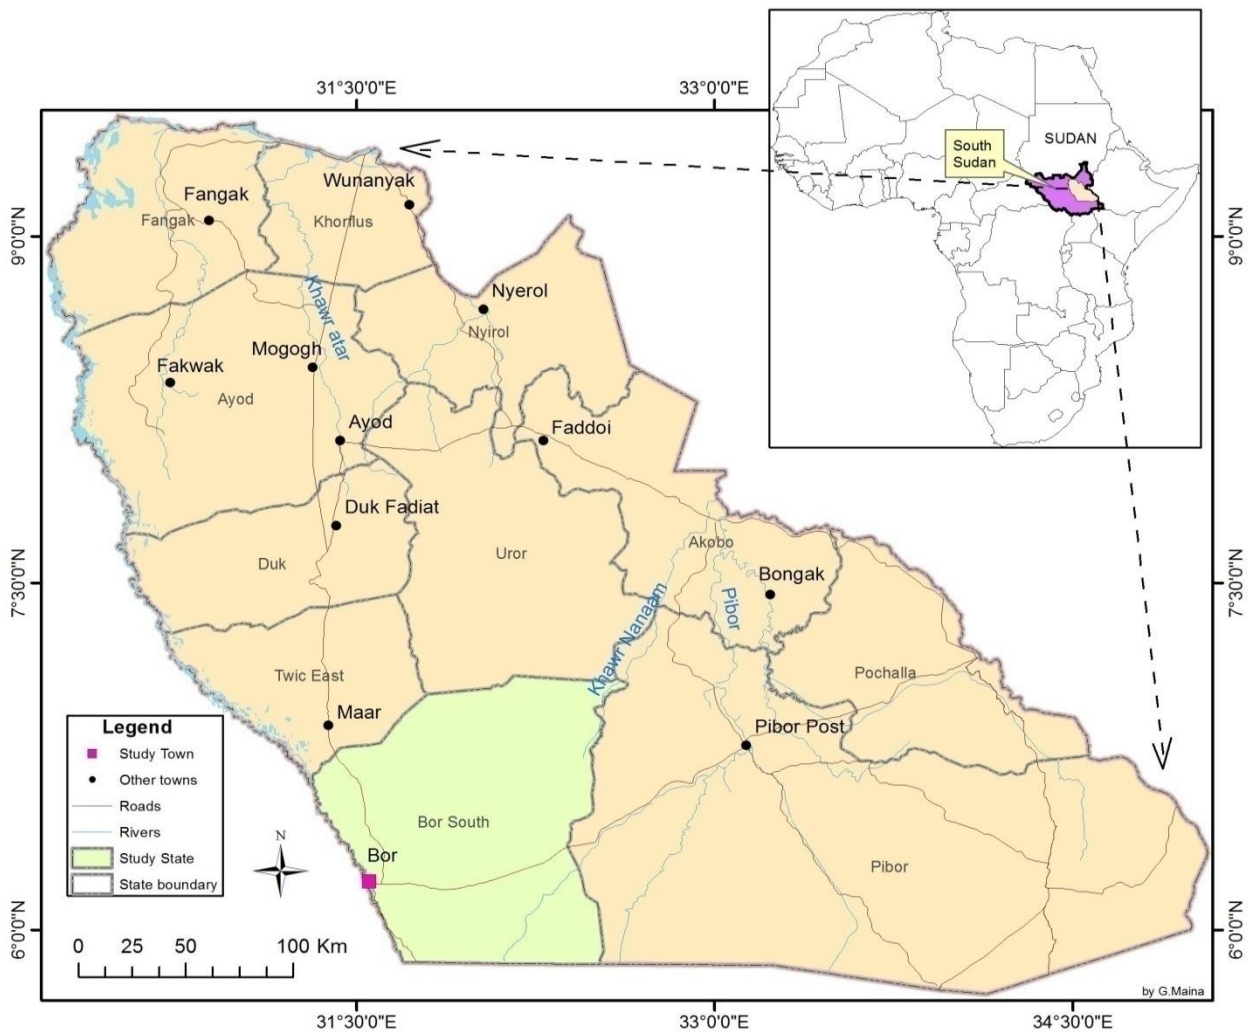 31°30'0"E
33°0'0"E
SUDAN
South
Sudan
Wunanyak
Fangak
Fangak
Khorflus
9°0'0"N
9°0'0"N
Khawr atar
Nyerol
Nyirol
Mogogh
Fakwak
Ayod
Ayod
Faddoi
Duk Fadiat
Duk
Uror
Akobo
Bongak
7°30'0"N
7°30'0"N
Khawr Nanaam
Pibor
Twic East
Pochalla
Maar
Pibor Post
Legend
Study Town
Other towns
Roads
Rivers
Study State
State boundary
N
Bor South
Bor
Pibor
6°0'0"N
6°0'0"N
0 25 50 100 Km
by G.Maina
31°30'0"E
33°0'0"E
34°30'0"E